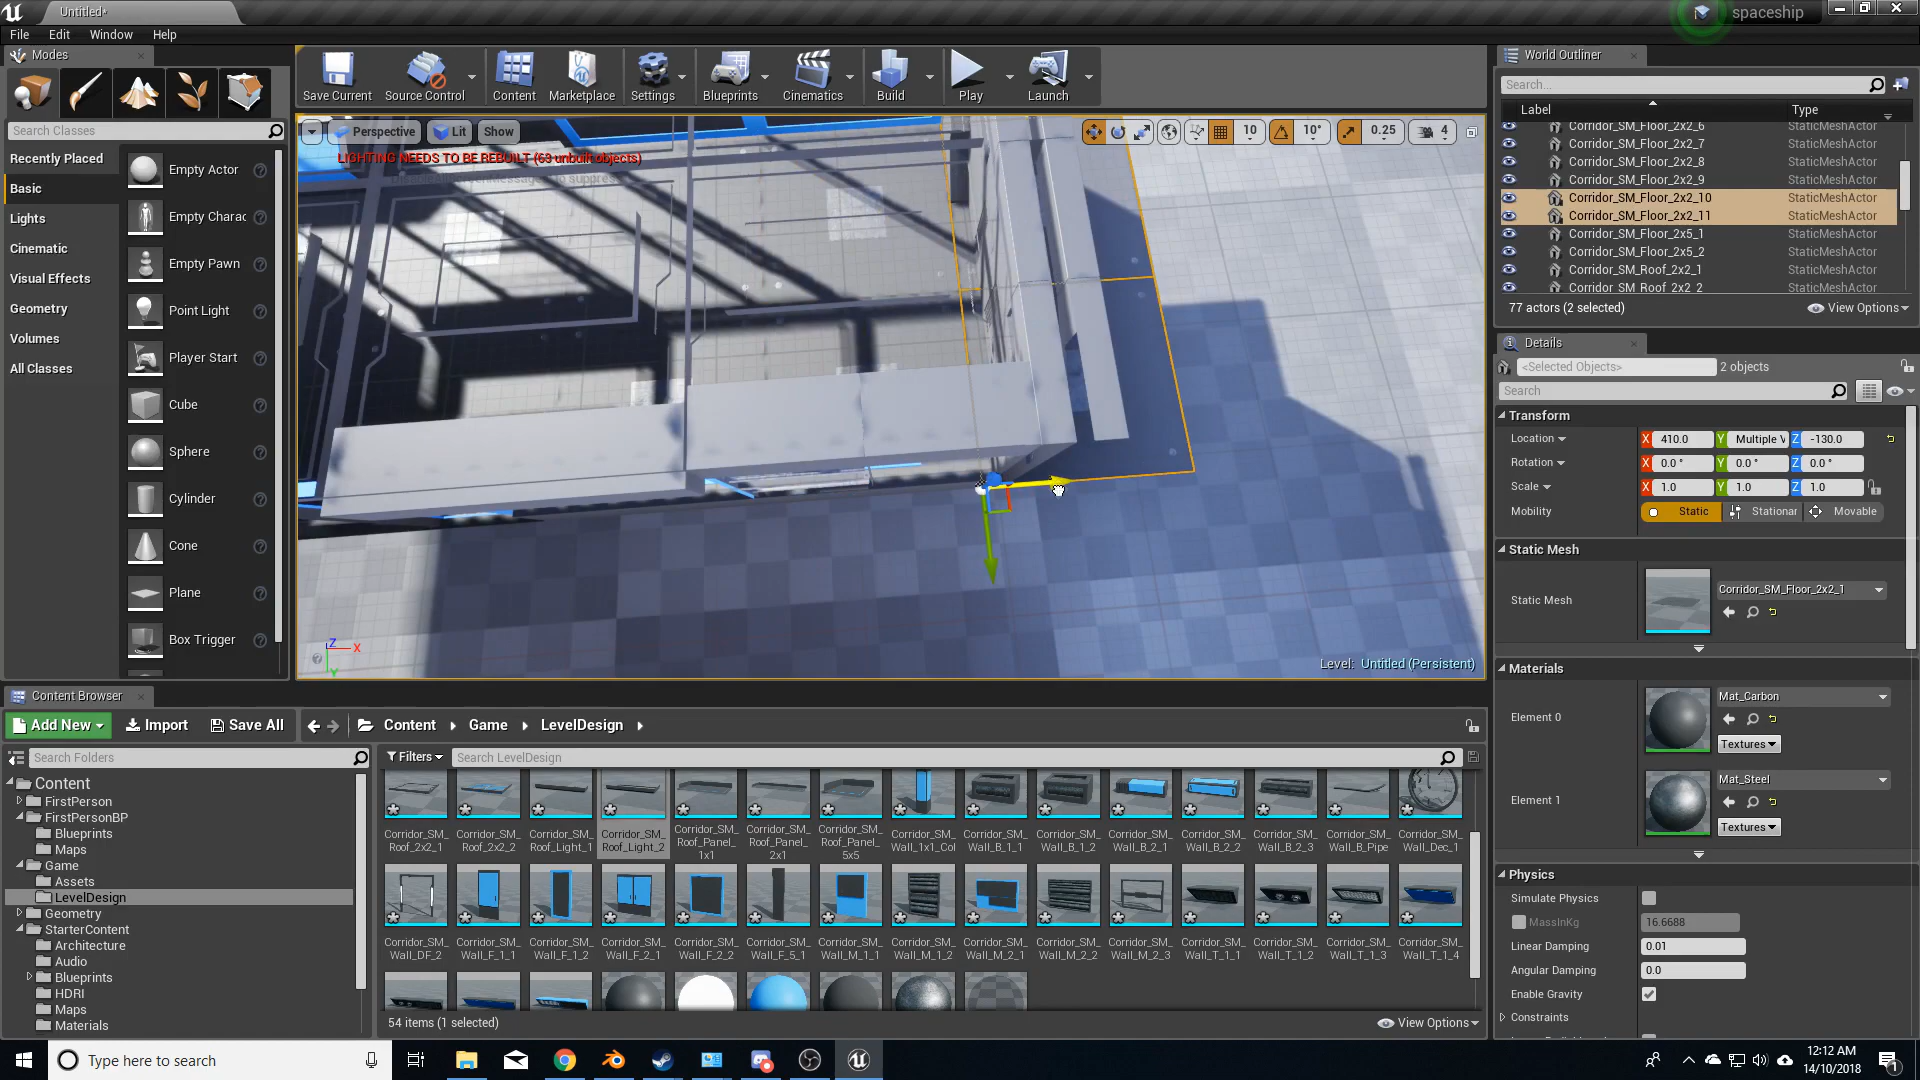 Untitled*
spaceship
File Edit Window Help
Modes
Search Classes
Recently Placed
Basic
Lights
Cinematic
Visual Effects
Geometry
Volumes
All Classes
Empty Actor
Empty Charac
Empty Pawn
Point Light
Player Start
Cube
Sphere
Cylinder
Cone
Plane
Box Trigger
Save Current Source Control Content Marketplace Settings Blueprints Cinematics Build Play Launch
Perspective Lit Show
10 10° 0.25 4
LIGHTING NEEDS TO BE REBUILT (63 unbuilt objects)
Z X Y
Level: Untitled (Persistent)
World Outliner
Search...
Label Type
Corridor_SM_Floor_2x2_6 StaticMeshActor
Corridor_SM_Floor_2x2_7 StaticMeshActor
Corridor_SM_Floor_2x2_8 StaticMeshActor
Corridor_SM_Floor_2x2_9 StaticMeshActor
Corridor_SM_Floor_2x2_10 StaticMeshActor
Corridor_SM_Floor_2x2_11 StaticMeshActor
Corridor_SM_Floor_2x5_1 StaticMeshActor
Corridor_SM_Floor_2x5_2 StaticMeshActor
Corridor_SM_Roof_2x2_1 StaticMeshActor
Corridor_SM_Roof_2x2_2 StaticMeshActor
77 actors (2 selected) View Options
Details
<Selected Objects> 2 objects
Search
Transform
Location X 410.0 Y Multiple V Z -130.0
Rotation X 0.0 ° Y 0.0 ° Z 0.0 °
Scale X 1.0 Y 1.0 Z 1.0
Mobility Static Stationar Movable
Static Mesh
Static Mesh Corridor_SM_Floor_2x2_1
Materials
Element 0 Mat_Carbon
Textures
Element 1 Mat_Steel
Textures
Physics
Simulate Physics
MassInKg 16.6688
Linear Damping 0.01
Angular Damping 0.0
Enable Gravity
Constraints
Content Browser
Add New Import Save All Content Game LevelDesign
Search Folders
Filters Search LevelDesign
Content
FirstPerson
FirstPersonBP
Blueprints
Maps
Game
Assets
LevelDesign
Geometry
StarterContent
Architecture
Audio
Blueprints
HDRI
Maps
Materials
Corridor_SM_ Corridor_SM_ Corridor_SM_ Corridor_SM_ Corridor_SM_ Corridor_SM_ Corridor_SM_ Corridor_SM_ Corridor_SM_ Corridor_SM_ Corridor_SM_ Corridor_SM_ Corridor_SM_ Corridor_SM_ Corridor_SM_
Roof_2x2_1 Roof_2x2_2 Roof_Light_1 Roof_Light_2 Roof_Panel_1x1 Roof_Panel_2x1 Roof_Panel_5x5 Wall_1x1_Col Wall_B_1_1 Wall_B_1_2 Wall_B_2_1 Wall_B_2_2 Wall_B_2_3 Wall_B_Pipe Wall_Dec_1
Corridor_SM_ Corridor_SM_ Corridor_SM_ Corridor_SM_ Corridor_SM_ Corridor_SM_ Corridor_SM_ Corridor_SM_ Corridor_SM_ Corridor_SM_ Corridor_SM_ Corridor_SM_ Corridor_SM_ Corridor_SM_ Corridor_SM_
Wall_DF_2 Wall_F_1_1 Wall_F_1_2 Wall_F_2_1 Wall_F_2_2 Wall_F_5_1 Wall_M_1_1 Wall_M_1_2 Wall_M_2_1 Wall_M_2_2 Wall_M_2_3 Wall_T_1_1 Wall_T_1_2 Wall_T_1_3 Wall_T_1_4
54 items (1 selected) View Options
Type here to search
12:12 AM
14/10/2018
1